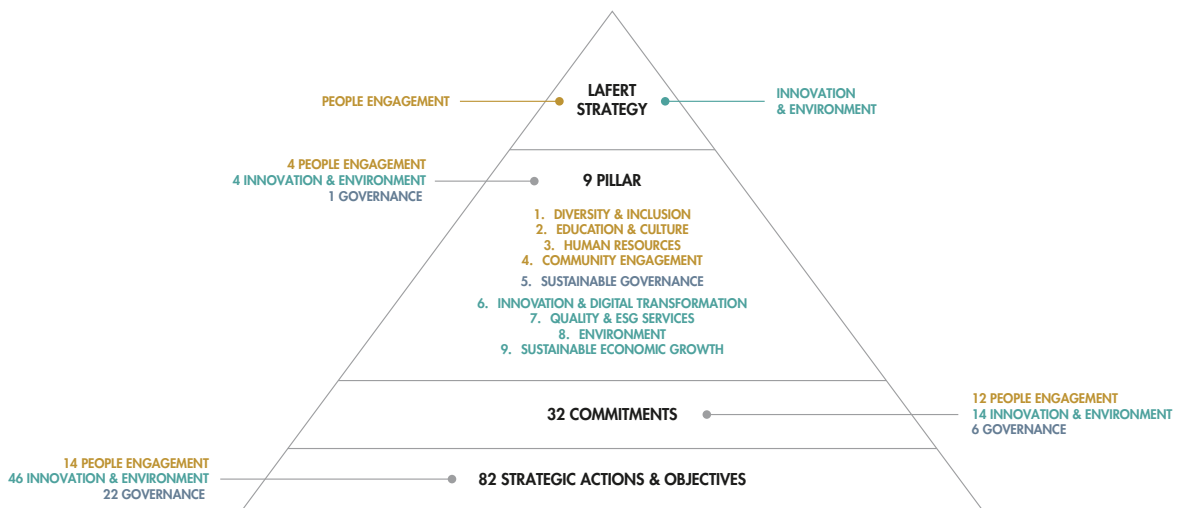 LAFERT
STRATEGY
PEOPLE ENGAGEMENT
INNOVATION
& ENVIRONMENT
4 PEOPLE ENGAGEMENT
4 INNOVATION & ENVIRONMENT
1 GOVERNANCE
9 PILLAR
1. DIVERSITY & INCLUSION
2. EDUCATION & CULTURE
3. HUMAN RESOURCES
4. COMMUNITY ENGAGEMENT
5. SUSTAINABLE GOVERNANCE
6. INNOVATION & DIGITAL TRANSFORMATION
7. QUALITY & ESG SERVICES
8. ENVIRONMENT
9. SUSTAINABLE ECONOMIC GROWTH
32 COMMITMENTS
12 PEOPLE ENGAGEMENT
14 INNOVATION & ENVIRONMENT
6 GOVERNANCE
14 PEOPLE ENGAGEMENT
46 INNOVATION & ENVIRONMENT
22 GOVERNANCE
82 STRATEGIC ACTIONS & OBJECTIVES